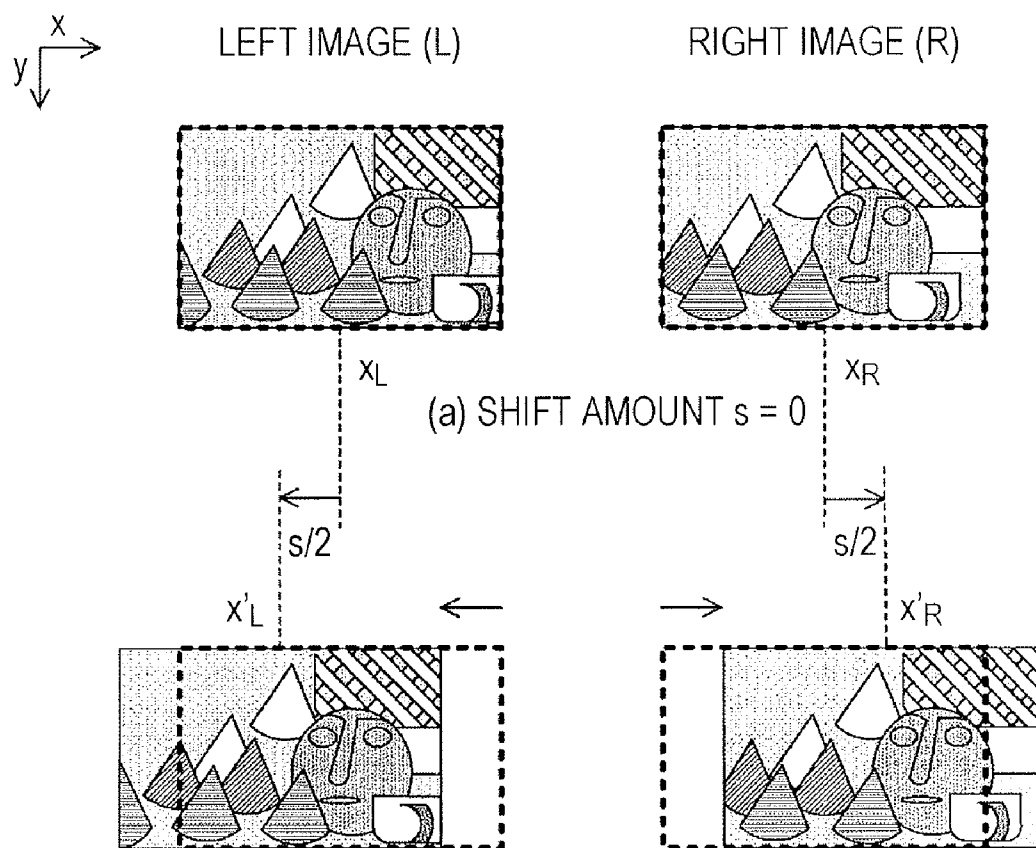 x
y
LEFT IMAGE (L)
RIGHT IMAGE (R)
xL
xR
(a) SHIFT AMOUNT s = 0
s/2
s/2
x'L
x'R